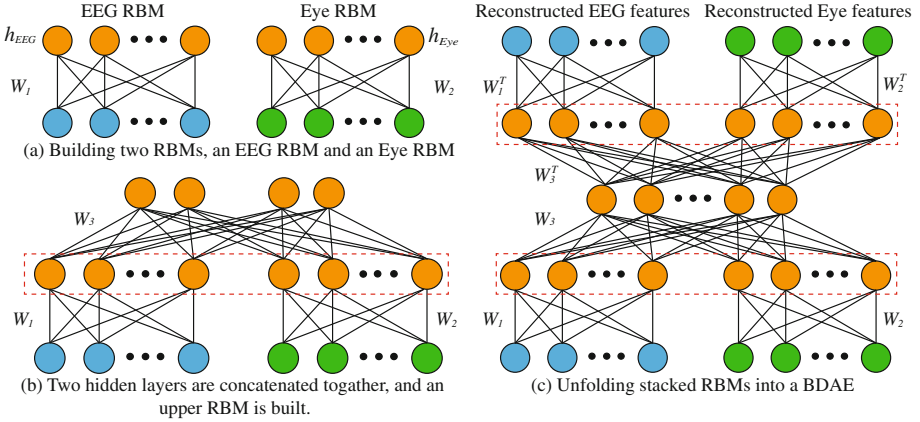 EEG RBM Eye RBM
h_EEG h_Eye
W_1 W_2
(a) Building two RBMs, an EEG RBM and an Eye RBM
W_3
W_1 W_2
(b) Two hidden layers are concatenated togather, and an
upper RBM is built.
Reconstructed EEG features Reconstructed Eye features
W_1^T W_2^T
W_3^T
W_3
W_1 W_2
(c) Unfolding stacked RBMs into a BDAE